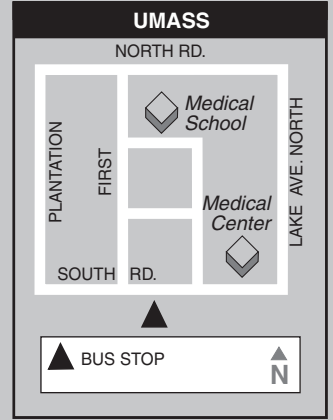 UMASS
NORTH RD.
Medical
School
PLANTATION
FIRST
LAKE AVE. NORTH
Medical
Center
SOUTH RD.
BUS STOP
N